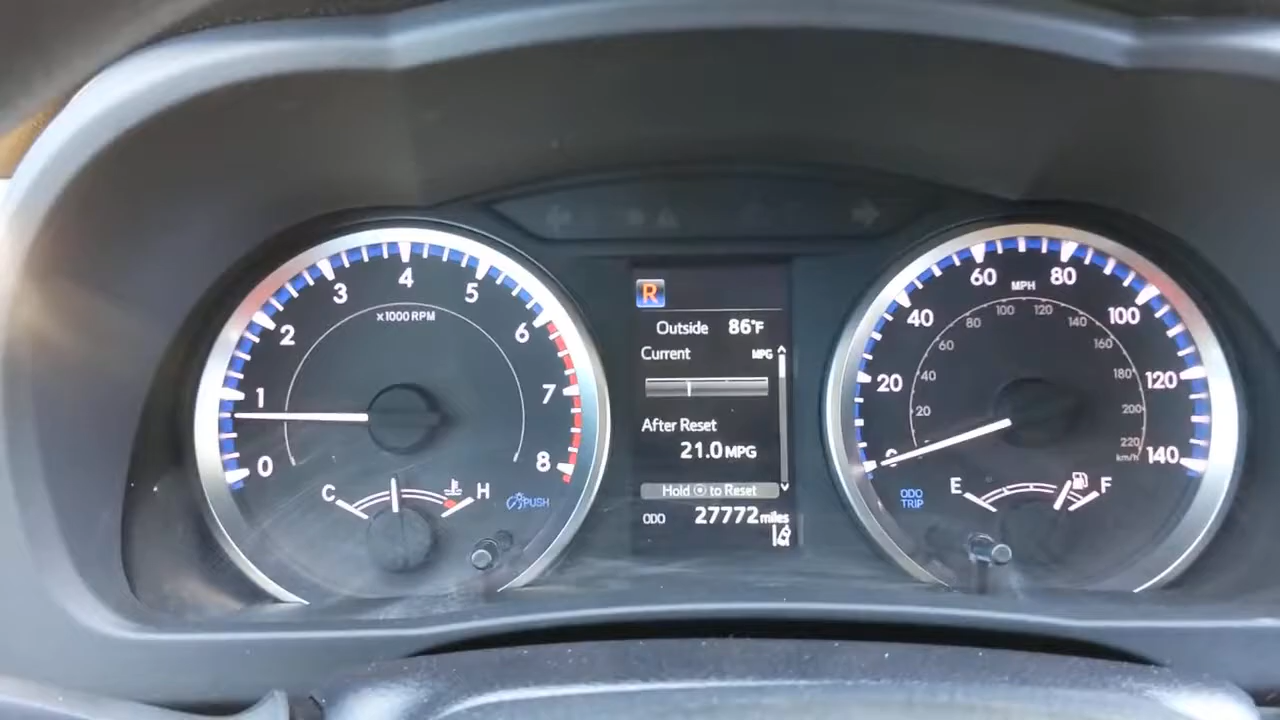 0
1
2
3
4
5
6
7
8
x1000 RPM
C
H
PUSH
R
Outside 86°F
Current MPG
After Reset
21.0 MPG
Hold to Reset
ODO 27772 miles
0
20
40
60
80
100
120
140
MPH
20
40
60
80
100
120
140
160
180
200
220
km/h
ODO
TRIP
E
F